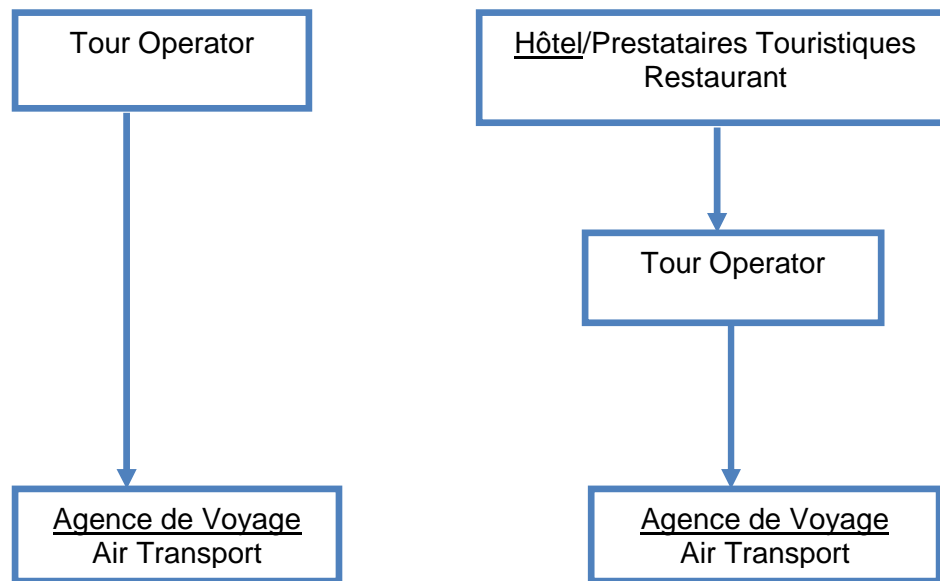 Tour Operator
Hôtel/Prestataires Touristiques
Restaurant
Tour Operator
Agence de Voyage
Air Transport
Agence de Voyage
Air Transport